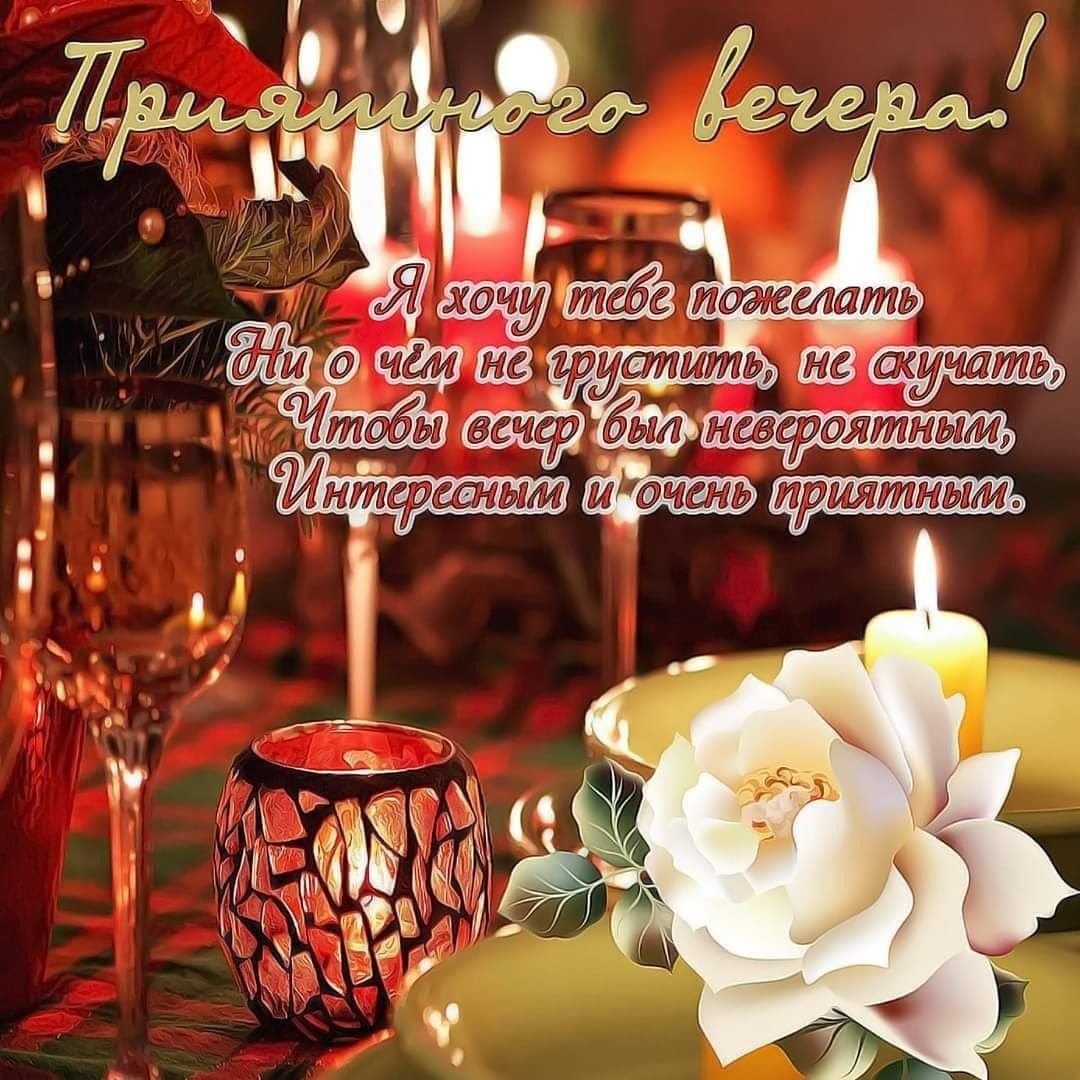 Приятного вечера!
Я хочу тебе пожелать
Ни о чём не грустить, не скучать,
Чтобы вечер был невероятным,
Интересным и очень приятным.